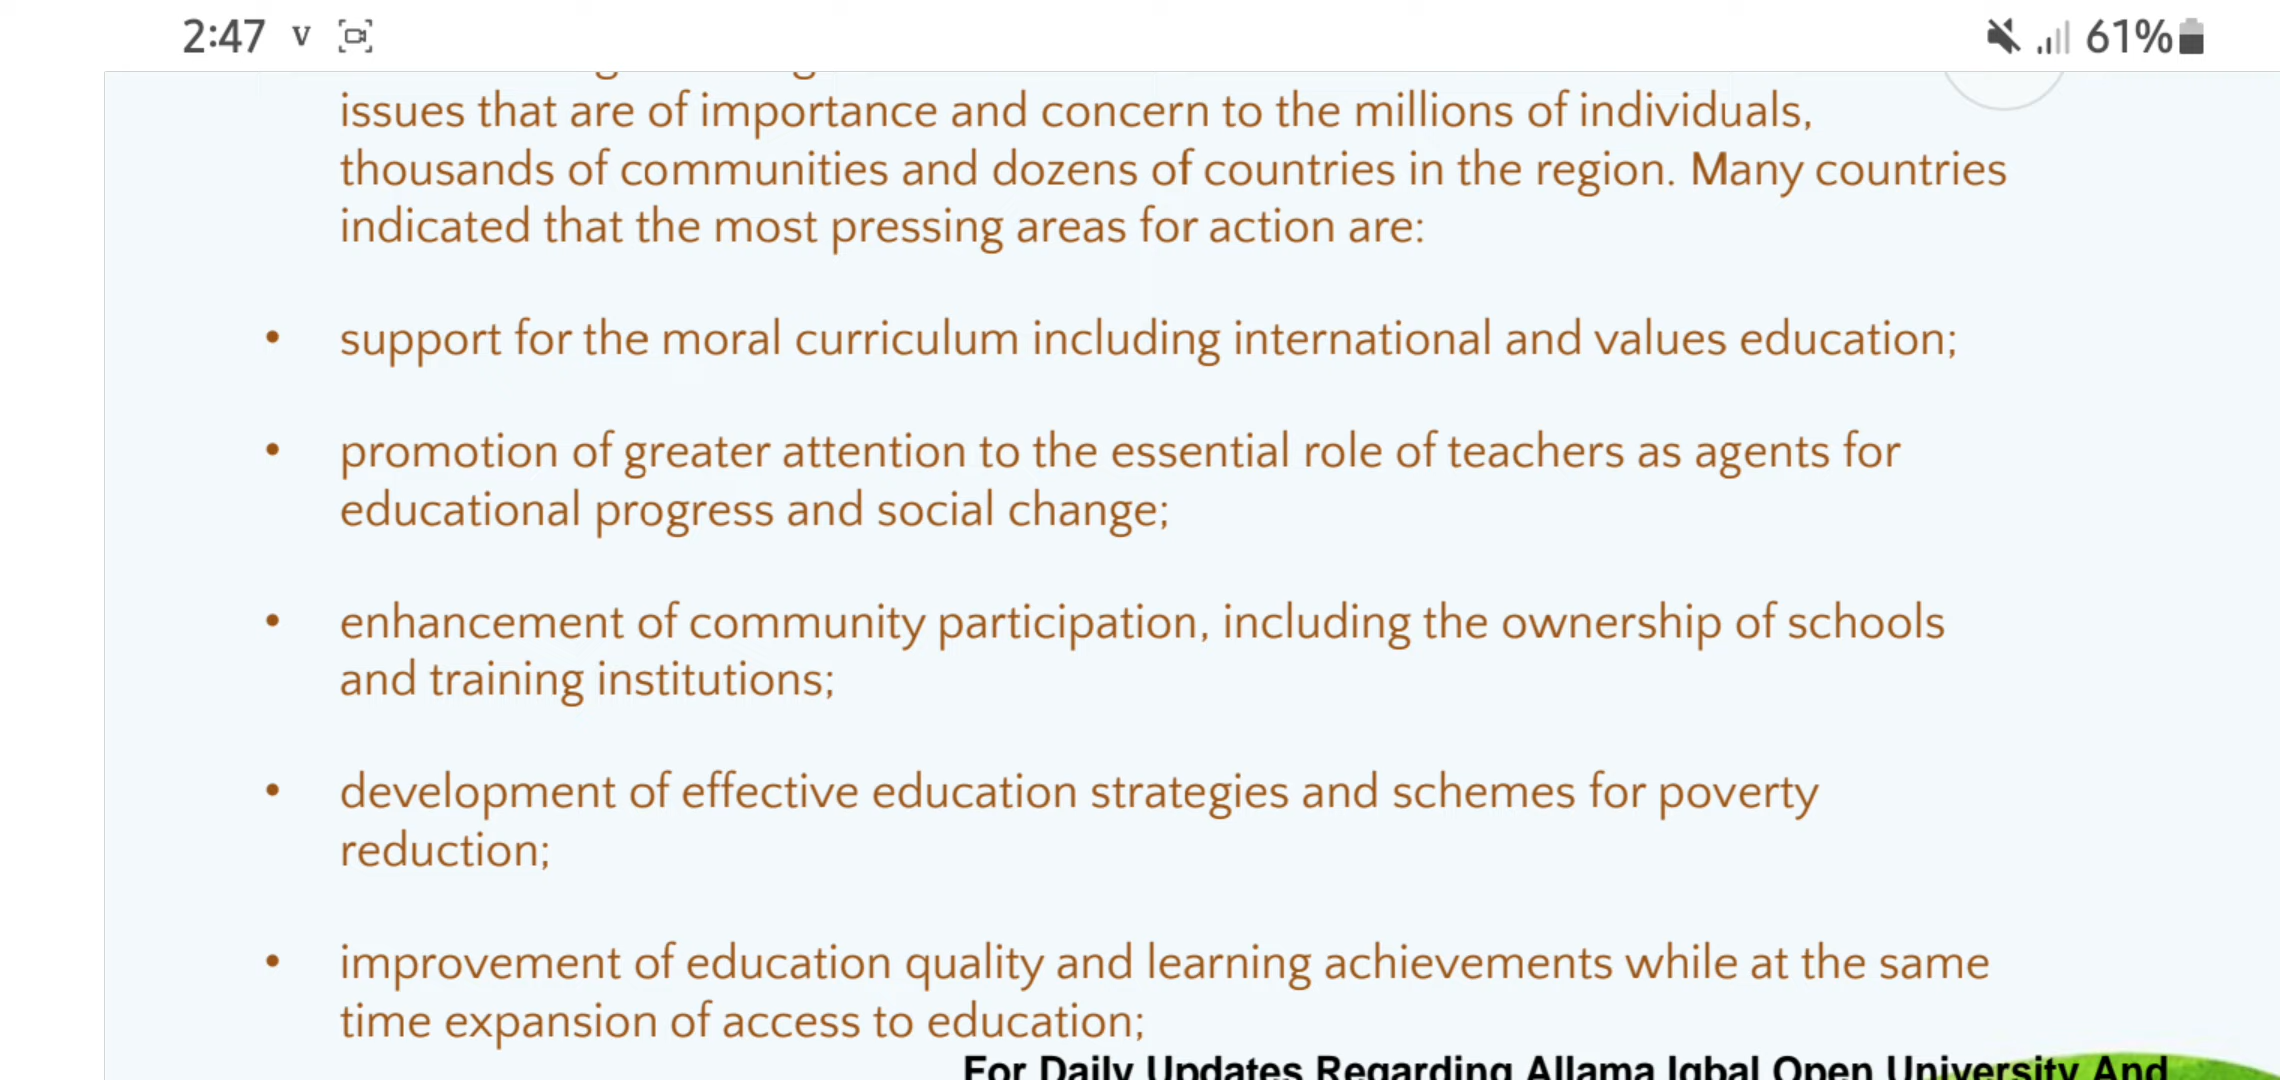 2:47 v 61%
issues that are of importance and concern to the millions of individuals,
thousands of communities and dozens of countries in the region. Many countries
indicated that the most pressing areas for action are:
• support for the moral curriculum including international and values education;
• promotion of greater attention to the essential role of teachers as agents for
educational progress and social change;
• enhancement of community participation, including the ownership of schools
and training institutions;
• development of effective education strategies and schemes for poverty
reduction;
• improvement of education quality and learning achievements while at the same
time expansion of access to education;
For Daily Updates Regarding Allama Iqbal Open University And